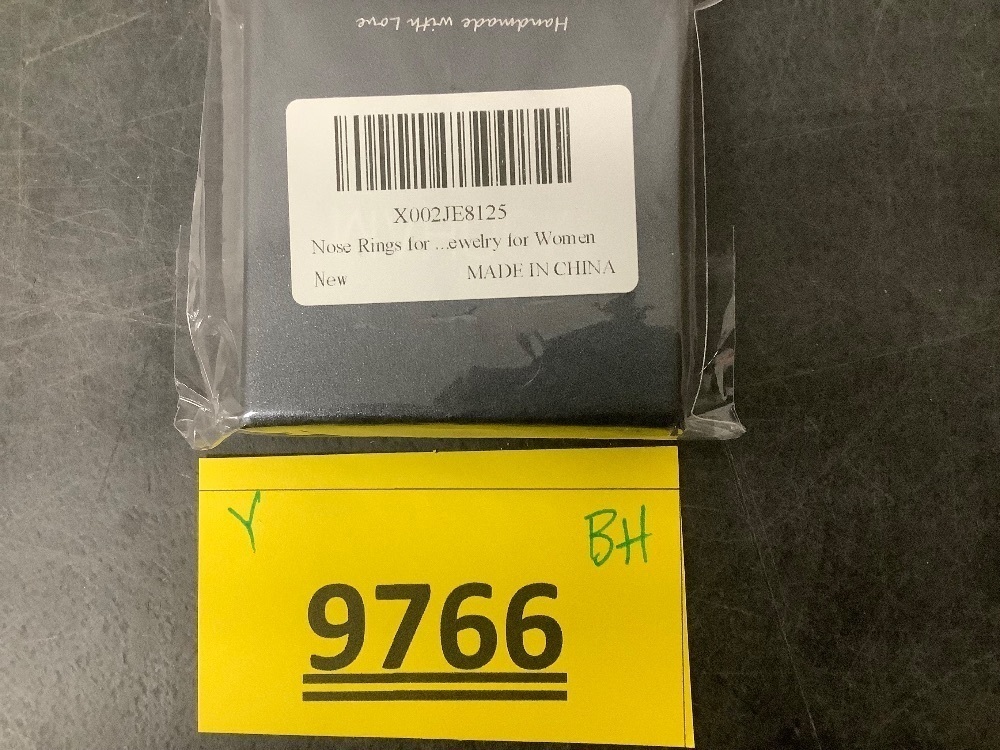 Handmade with Love
X002JE8125
Nose Rings for ...ewelry for Women
New MADE IN CHINA
Y BH
9766